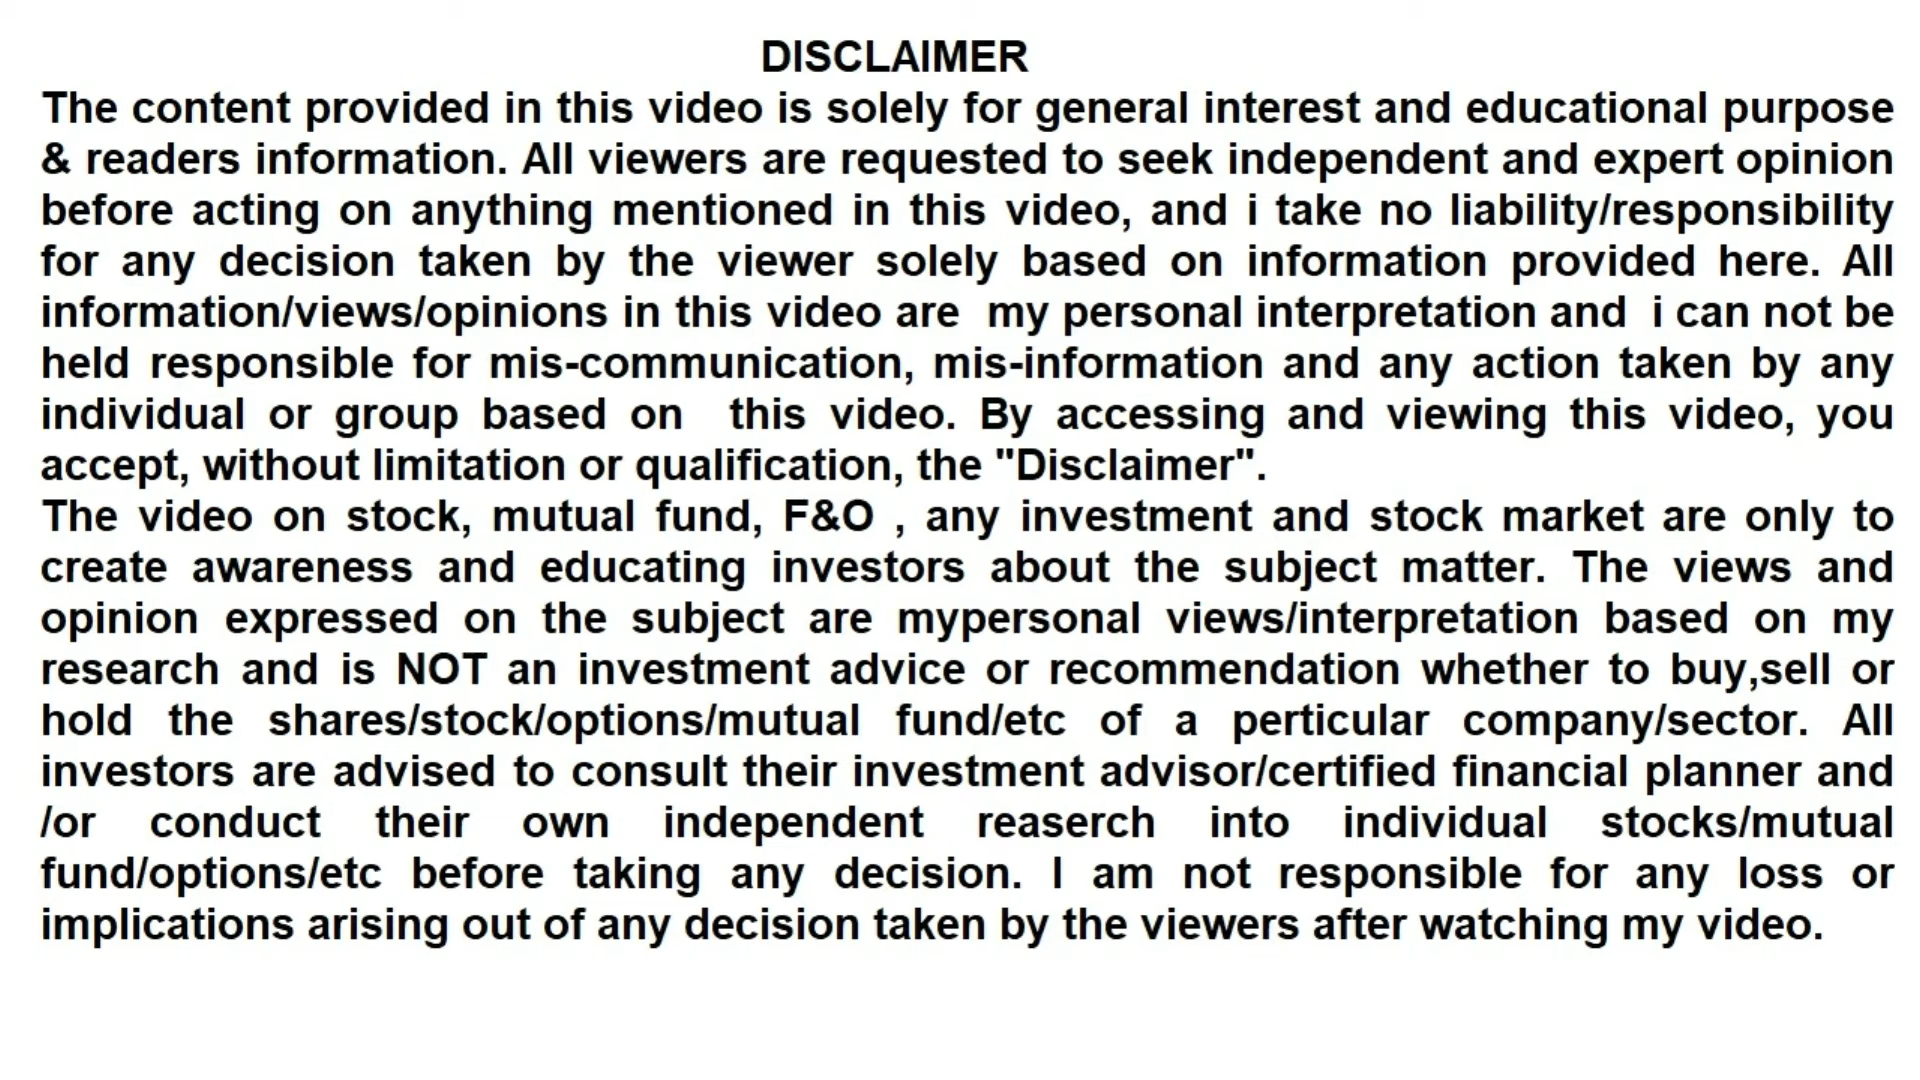 DISCLAIMER
The content provided in this video is solely for general interest and educational purpose
& readers information. All viewers are requested to seek independent and expert opinion
before acting on anything mentioned in this video, and i take no liability/responsibility
for any decision taken by the viewer solely based on information provided here. All
information/views/opinions in this video are  my personal interpretation and  i can not be
held responsible for mis-communication, mis-information and any action taken by any
individual or group based on  this video. By accessing and viewing this video, you
accept, without limitation or qualification, the "Disclaimer".
The video on stock, mutual fund, F&O , any investment and stock market are only to
create awareness and educating investors about the subject matter. The views and
opinion expressed on the subject are mypersonal views/interpretation based on my
research and is NOT an investment advice or recommendation whether to buy,sell or
hold the shares/stock/options/mutual fund/etc of a perticular company/sector. All
investors are advised to consult their investment advisor/certified financial planner and
/or conduct their own independent reaserch into individual stocks/mutual
fund/options/etc before taking any decision. I am not responsible for any loss or
implications arising out of any decision taken by the viewers after watching my video.